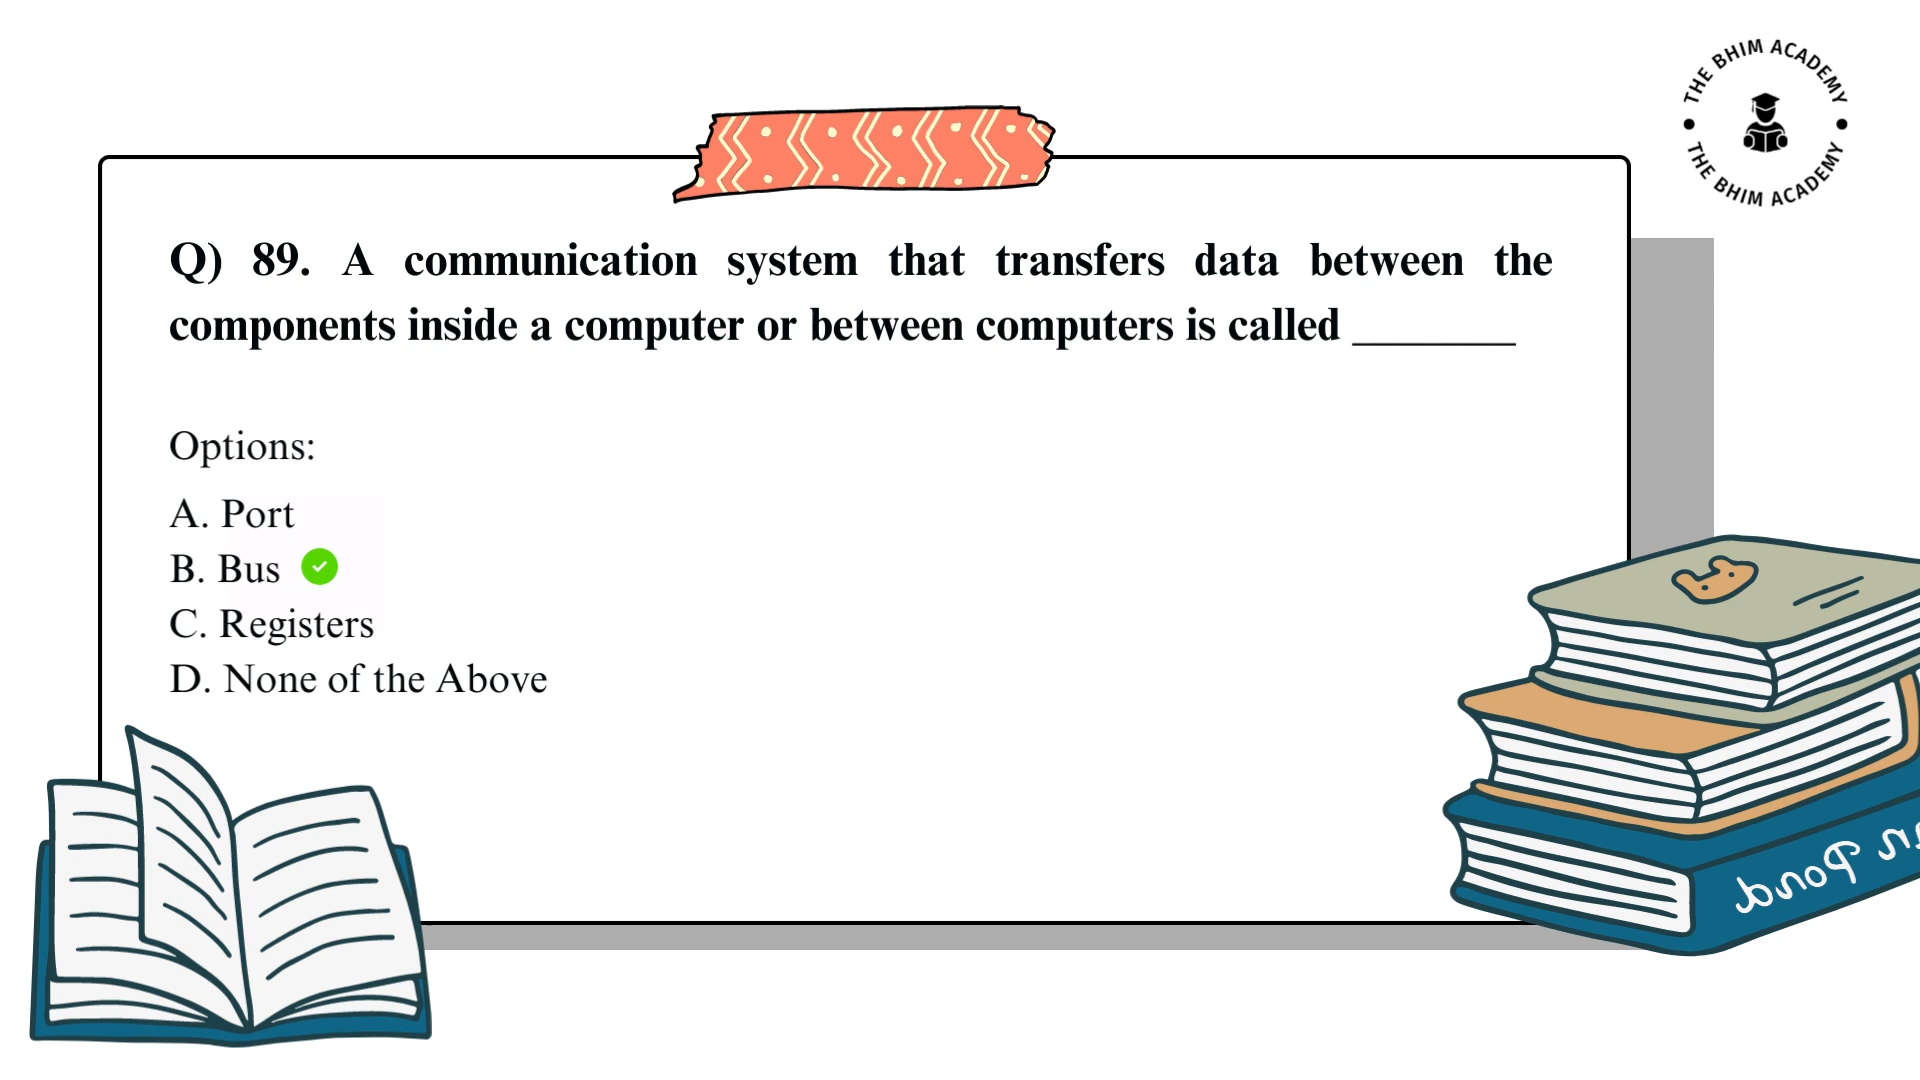 THE BHIM ACADEMY
THE BHIM ACADEMY
Q) 89. A communication system that transfers data between the
components inside a computer or between computers is called ________
Options:
A. Port
B. Bus
C. Registers
D. None of the Above
Pond